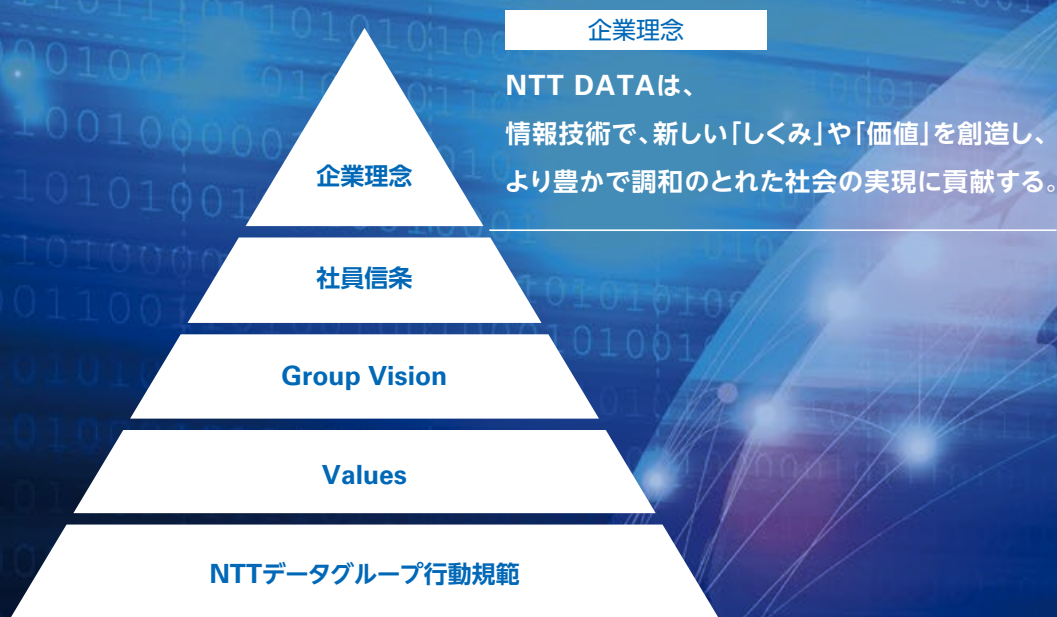 企業理念
NTT DATAは、
情報技術で、新しい「しくみ」や「価値」を創造し、
より豊かで調和のとれた社会の実現に貢献する。
企業理念
社員信条
Group Vision
Values
NTTデータグループ行動規範